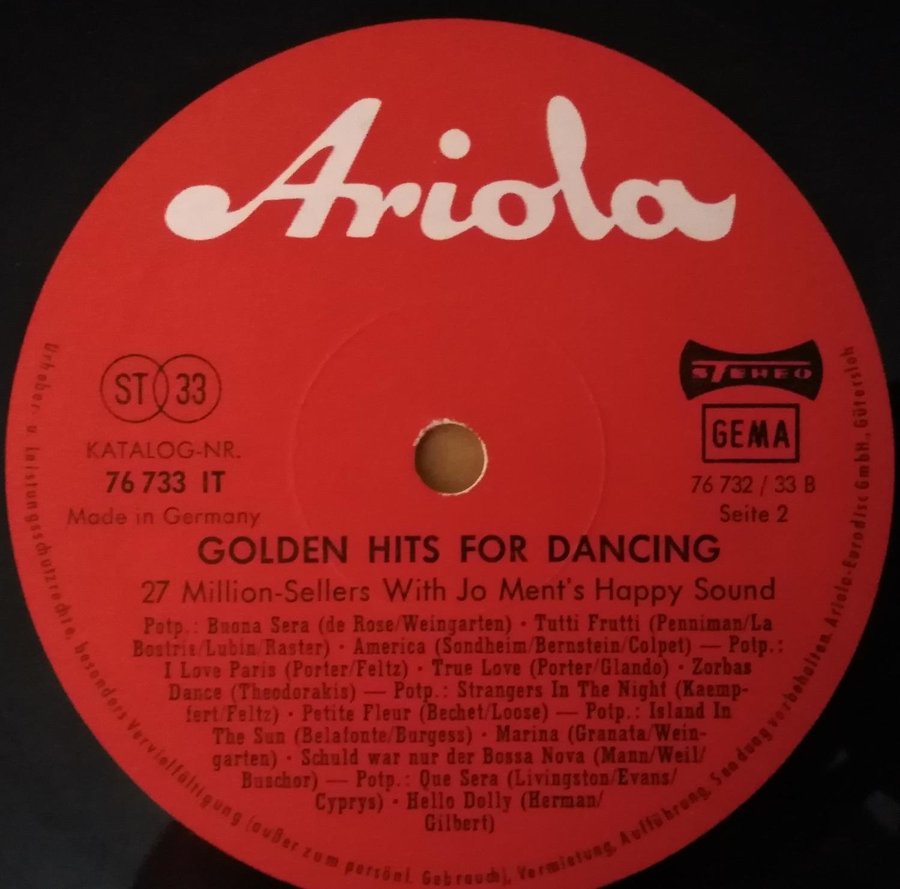 Ariola
ST 33
KATALOG-NR.
76 733 IT
Made in Germany
STEREO
GEMA
76 732 / 33 B
Seite 2
GOLDEN HITS FOR DANCING
27 Million-Sellers With Jo Ment's Happy Sound
Potp.: Buona Sera (de Rose/Weingarten) · Tutti Frutti (Penniman/La
Bostrie/Lubin/Raster) · America (Sondheim/Bernstein/Colpet) — Potp.:
I Love Paris (Porter/Feltz) · True Love (Porter/Glando) · Zorbas
Dance (Theodorakis) — Potp.: Strangers In The Night (Kaemp-
fert/Feltz) · Petite Fleur (Bechet/Loose) — Potp.: Island In
The Sun (Belafonte/Burgess) · Marina (Granata/Wein-
garten) · Schuld war nur der Bossa Nova (Mann/Weil/
Buschor) — Potp.: Que Sera (Livingston/Evans/
Cyprys) · Hello Dolly (Herman/
Gilbert)
Urheber- u. Leistungsschutzrechte, besonders Vervielfältigung (außer zum persönl. Gebrauch), Vermietung, Aufführung, Sendung vorbehalten. Ariola-Eurodisc GmbH., Gütersloh